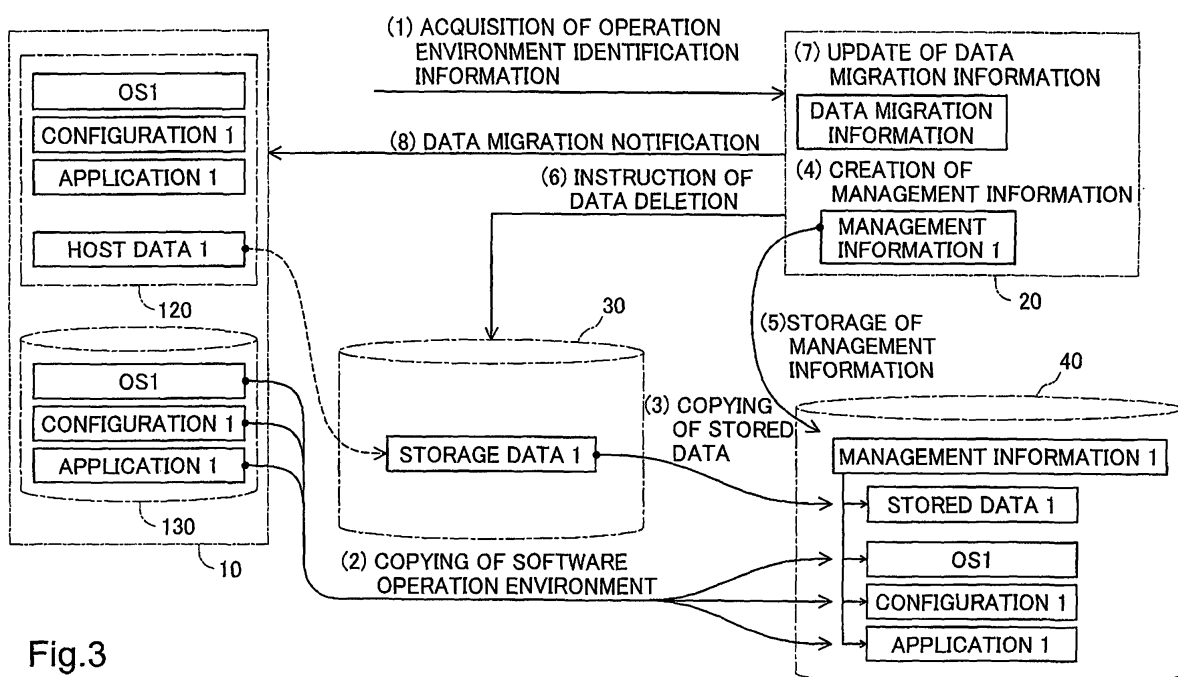 (1) ACQUISITION OF OPERATION
ENVIRONMENT IDENTIFICATION
INFORMATION
OS1
CONFIGURATION 1
APPLICATION 1
HOST DATA 1
120
(8) DATA MIGRATION NOTIFICATION
(6) INSTRUCTION OF
DATA DELETION
(7) UPDATE OF DATA
MIGRATION INFORMATION
DATA MIGRATION
INFORMATION
(4) CREATION OF
MANAGEMENT INFORMATION
MANAGEMENT
INFORMATION 1
20
OS1
CONFIGURATION 1
APPLICATION 1
130
10
30
STORAGE DATA 1
(5)STORAGE OF
MANAGEMENT
INFORMATION
(3) COPYING
OF STORED
DATA
40
MANAGEMENT INFORMATION 1
STORED DATA 1
OS1
CONFIGURATION 1
APPLICATION 1
(2) COPYING OF SOFTWARE
OPERATION ENVIRONMENT
Fig.3